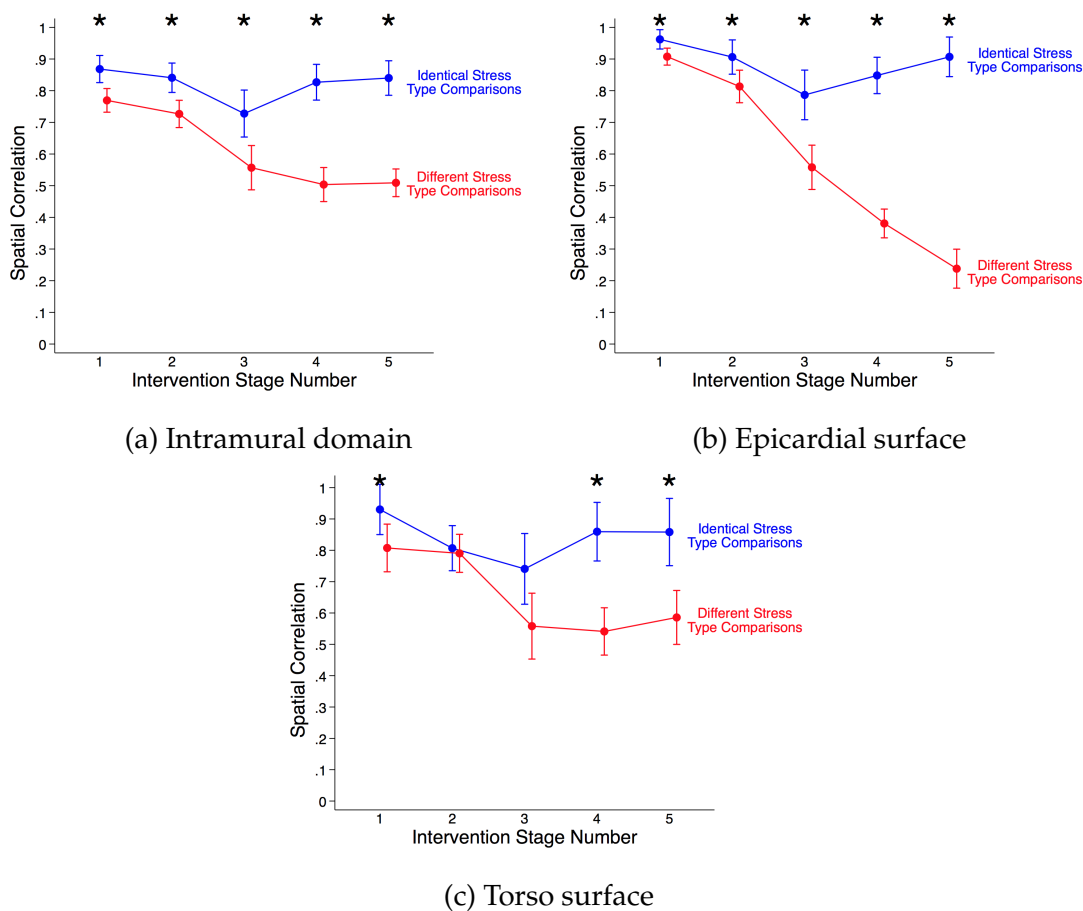 * * * * *
1
.9
.8
.7
.6
.5
.4
.3
.2
.1
0
Spatial Correlation
Identical Stress
Type Comparisons
Different Stress
Type Comparisons
1 2 3 4 5
Intervention Stage Number
(a) Intramural domain
* * * * *
1
.9
.8
.7
.6
.5
.4
.3
.2
.1
0
Spatial Correlation
Identical Stress
Type Comparisons
Different Stress
Type Comparisons
1 2 3 4 5
Intervention Stage Number
(b) Epicardial surface
* * *
1
.9
.8
.7
.6
.5
.4
.3
.2
.1
0
Spatial Correlation
Identical Stress
Type Comparisons
Different Stress
Type Comparisons
1 2 3 4 5
Intervention Stage Number
(c) Torso surface